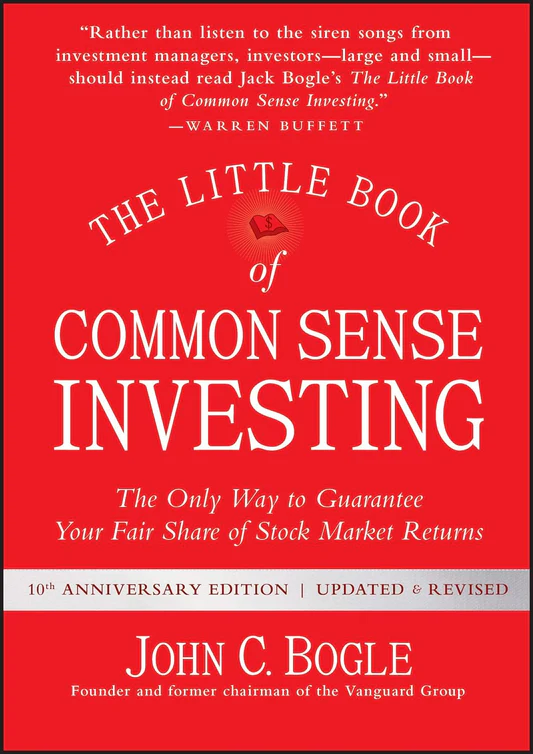 “Rather than listen to the siren songs from
investment managers, investors—large and small—
should instead read Jack Bogle’s The Little Book
of Common Sense Investing.”
—WARREN BUFFETT
THE LITTLE BOOK
$
of
COMMON SENSE
INVESTING
The Only Way to Guarantee
Your Fair Share of Stock Market Returns
10th ANNIVERSARY EDITION | UPDATED & REVISED
JOHN C. BOGLE
Founder and former chairman of the Vanguard Group